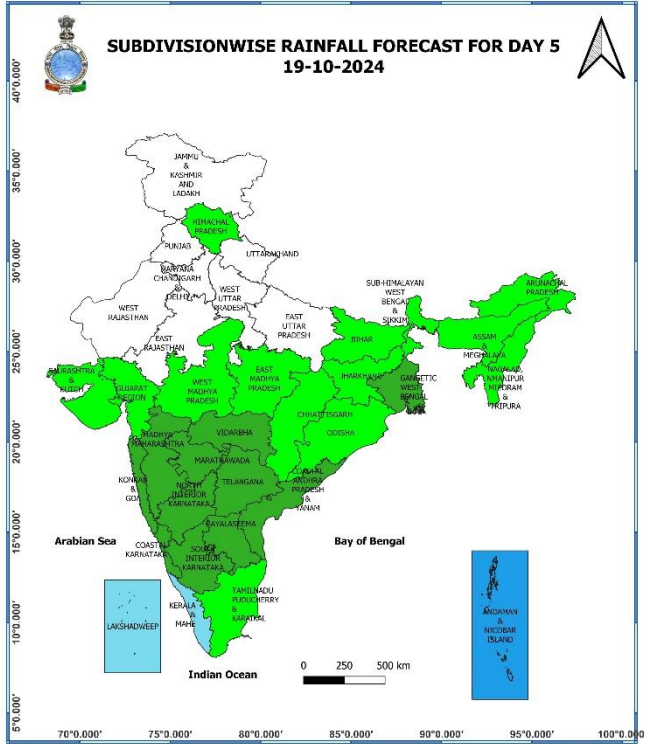 SUBDIVISIONWISE RAINFALL FORECAST FOR DAY 5
19-10-2024
40°0.000'
35°0.000'
30°0.000'
25°0.000'
20°0.000'
15°0.000'
10°0.000'
5°0.000'
JAMMU
&
KASHMIR
AND
LADAKH
HIMACHAL
PRADESH
PUNJAB
UTTARAKHAND
HARYANA
CHANDIGARH
&
DELHI
WEST
UTTAR
PRADESH
WEST
RAJASTHAN
EAST
RAJASTHAN
EAST
UTTAR
PRADESH
SUB-HIMALAYAN
WEST
BENGAL
&
SIKKIM
ARUNACHAL
PRADESH
ASSAM
&
MEGHALAYA
NAGALAND,
MANIPUR
MIZORAM
&
TRIPURA
BIHAR
JHARKHAND
GANGETIC
WEST
BENGAL
SAURASHTRA
&
KUTCH
GUJARAT
REGION
WEST
MADHYA
PRADESH
EAST
MADHYA
PRADESH
CHHATTISGARH
ODISHA
MADHYA
MAHARASHTRA
VIDARBHA
MARATHAWADA
TELANGANA
COASTAL
ANDHRA
PRADESH
&
YANAM
KONKAN
&
GOA
NORTH
INTERIOR
KARNATAKA
RAYALASEEMA
COASTAL
KARNATAKA
SOUTH
INTERIOR
KARNATAKA
Arabian Sea
Bay of Bengal
LAKSHADWEEP
KERALA
&
MAHE
TAMILNADU
PUDUCHERRY
&
KARAIKAL
ANDAMAN
&
NICOBAR
ISLAND
Indian Ocean
0 250 500 km
70°0.000' 75°0.000' 80°0.000' 85°0.000' 90°0.000' 95°0.000' 100°0.000'